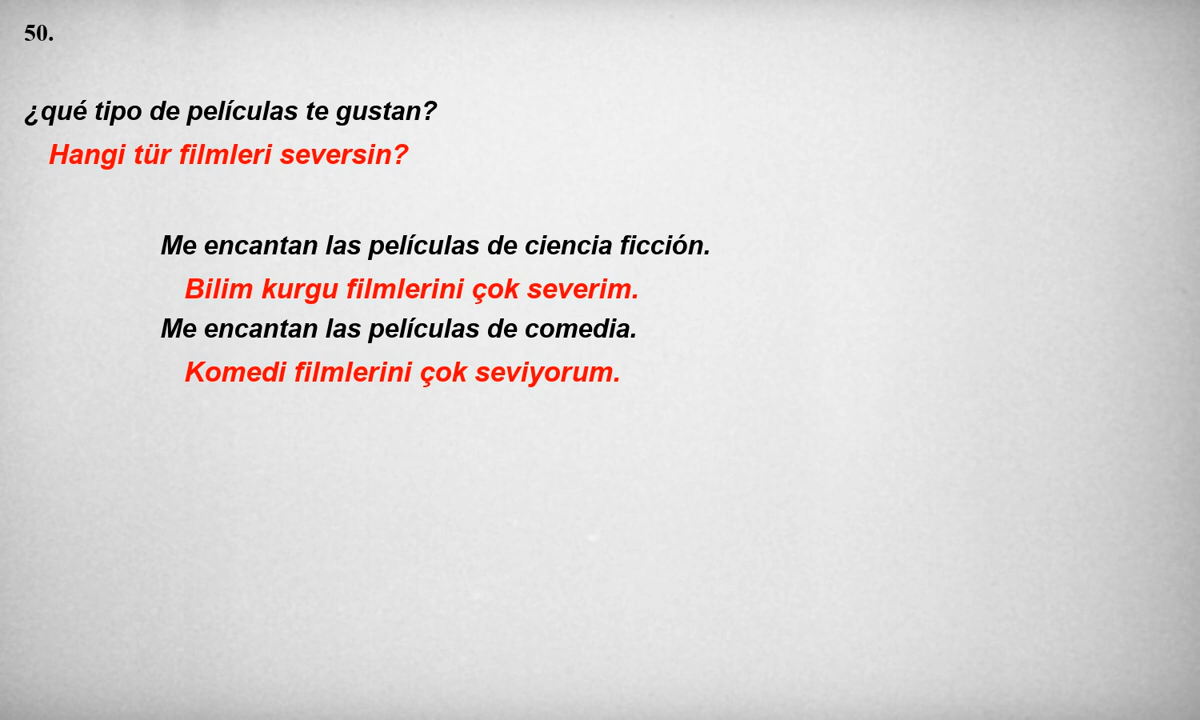 50.
¿qué tipo de películas te gustan?
Hangi tür filmleri seversin?
Me encantan las películas de ciencia ficción.
Bilim kurgu filmlerini çok severim.
Me encantan las películas de comedia.
Komedi filmlerini çok seviyorum.